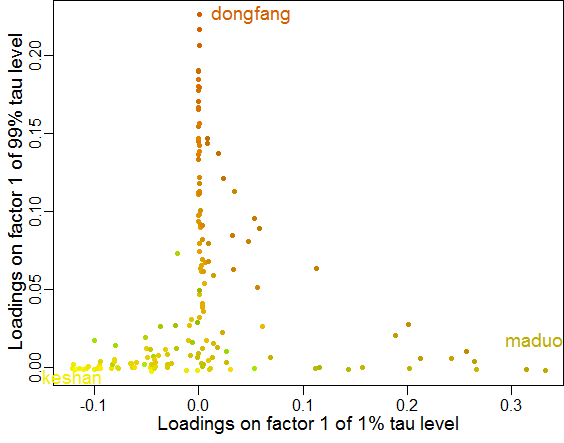 dongfang
Loadings on factor 1 of 99% tau level
0.20
0.15
0.10
0.05
0.00
maduo
keshan
-0.1
0.0
0.1
0.2
0.3
Loadings on factor 1 of 1% tau level